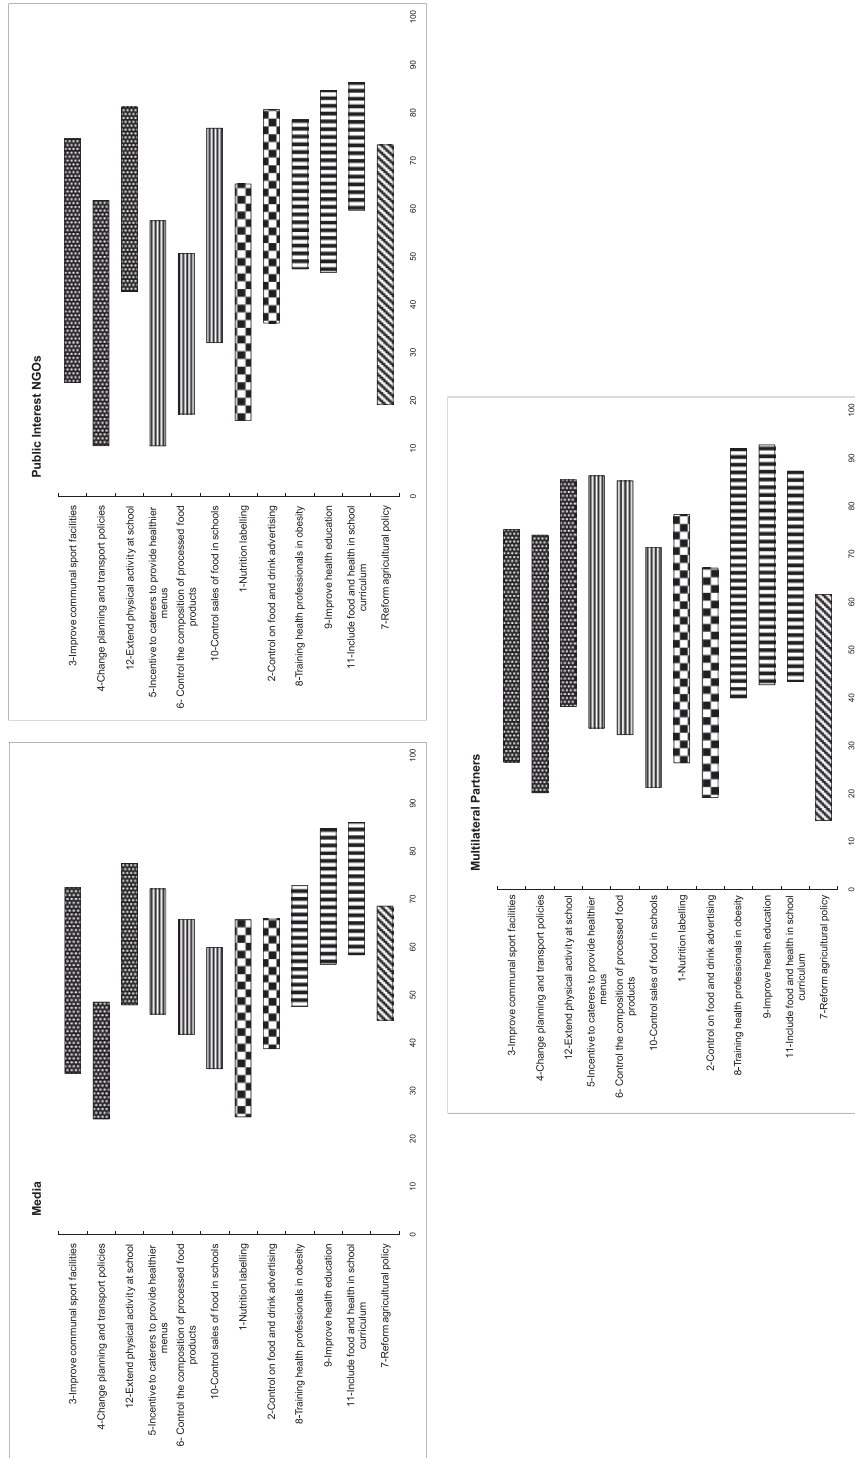 Public Interest NGOs
3-Improve communal sport facilities
4-Change planning and transport policies
12-Extend physical activity at school
5-Incentive to caterers to provide healthier
menus
6- Control the composition of processed food
products
10-Control sales of food in schools
1-Nutrition labelling
2-Control on food and drink advertising
8-Training health professionals in obesity
9-Improve health education
11-Include food and health in school
curriculum
7-Reform agricultural policy
0 10 20 30 40 50 60 70 80 90 100
Media
3-Improve communal sport facilities
4-Change planning and transport policies
12-Extend physical activity at school
5-Incentive to caterers to provide healthier
menus
6- Control the composition of processed food
products
10-Control sales of food in schools
1-Nutrition labelling
2-Control on food and drink advertising
8-Training health professionals in obesity
9-Improve health education
11-Include food and health in school
curriculum
7-Reform agricultural policy
0 10 20 30 40 50 60 70 80 90 100
Multilateral Partners
3-Improve communal sport facilities
4-Change planning and transport policies
12-Extend physical activity at school
5-Incentive to caterers to provide healthier
menus
6- Control the composition of processed food
products
10-Control sales of food in schools
1-Nutrition labelling
2-Control on food and drink advertising
8-Training health professionals in obesity
9-Improve health education
11-Include food and health in school
curriculum
7-Reform agricultural policy
0 10 20 30 40 50 60 70 80 90 100